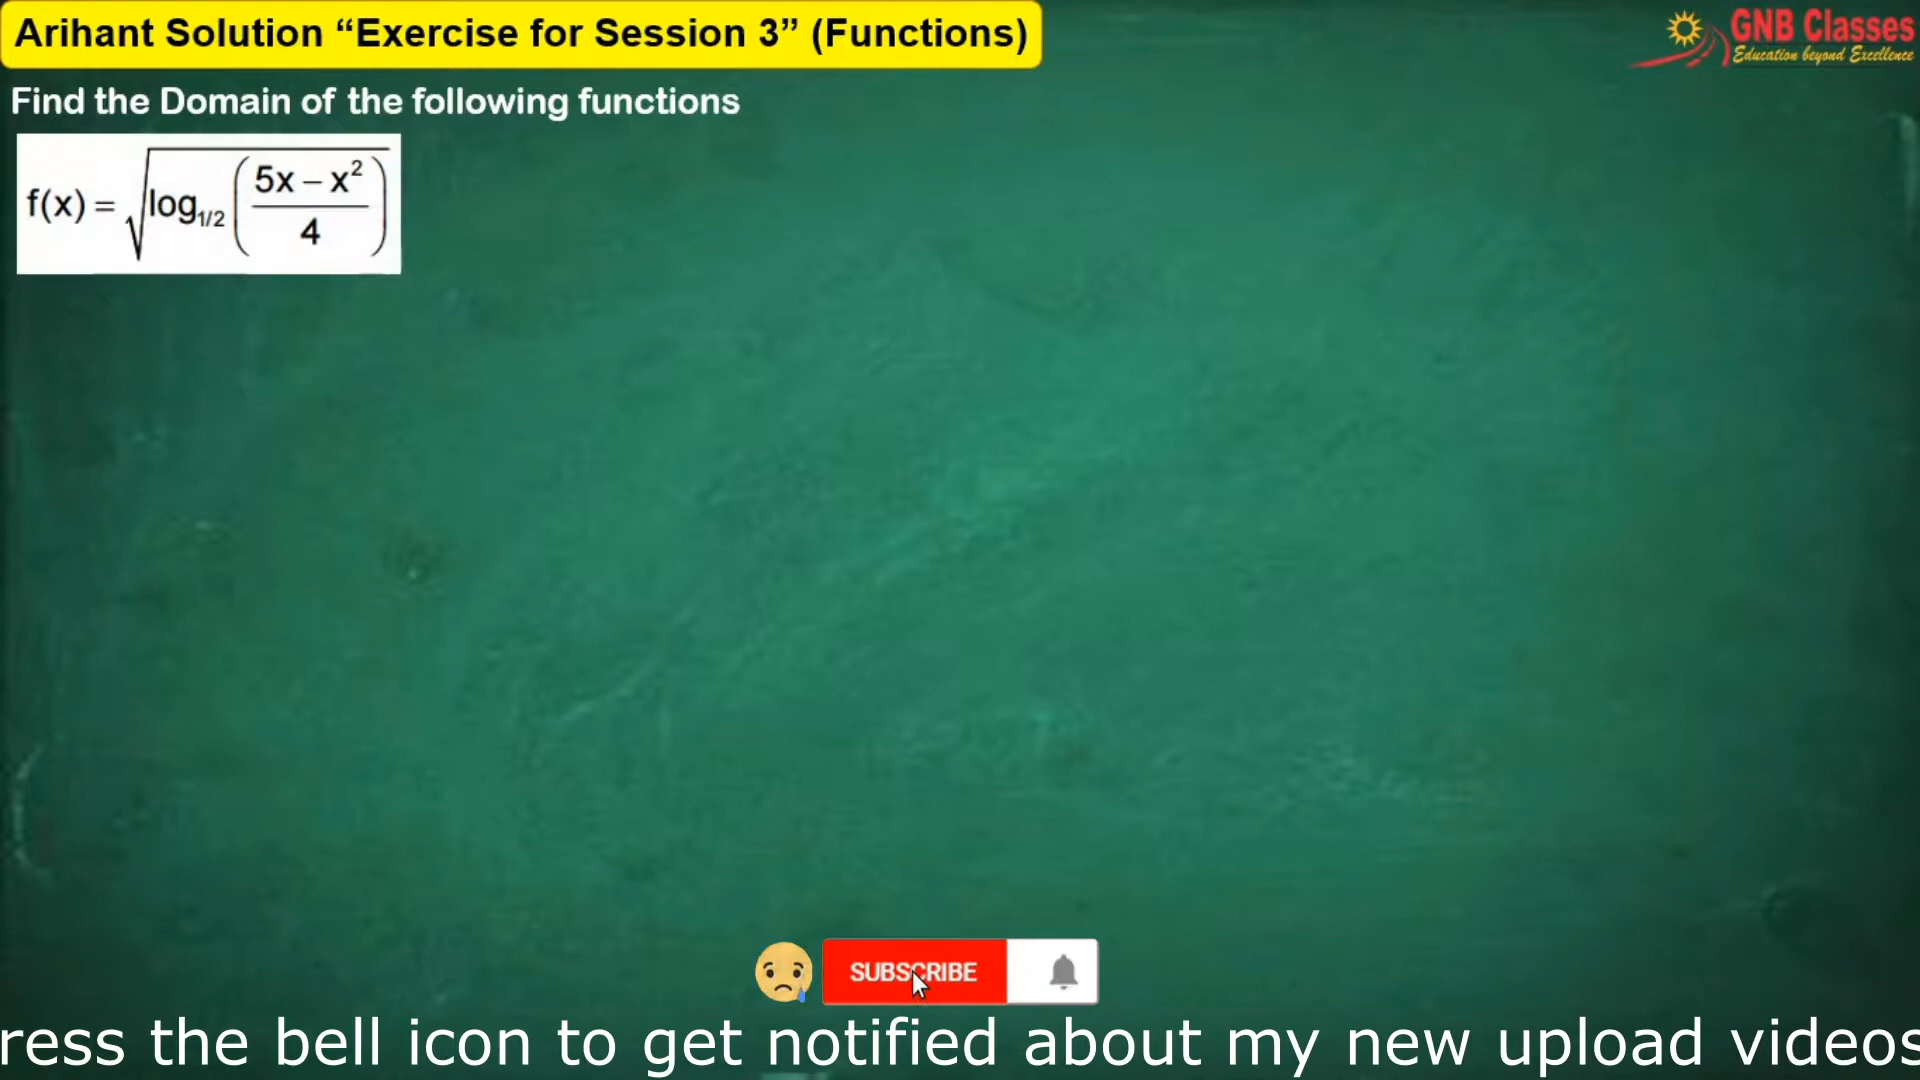 Arihant Solution “Exercise for Session 3” (Functions)
GNB Classes
Education beyond Excellence
Find the Domain of the following functions
f(x) = √(log₁/₂((5x – x²)/4))
SUBSCRIBE
ress the bell icon to get notified about my new upload videos